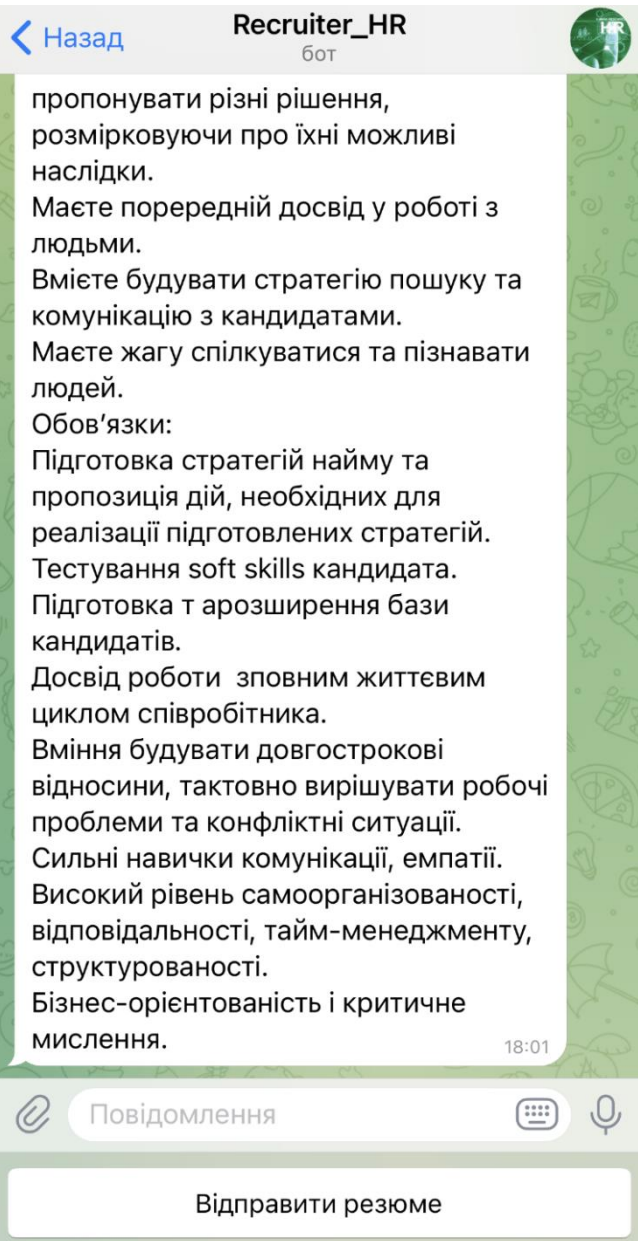 Назад
Recruiter_HR
бот
HR
пропонувати різні рішення,
розмірковуючи про їхні можливі
наслідки.
Маєте порередній досвід у роботі з
людьми.
Вмієте будувати стратегію пошуку та
комунікацію з кандидатами.
Маєте жагу спілкуватися та пізнавати
людей.
Обов’язки:
Підготовка стратегій найму та
пропозиція дій, необхідних для
реалізації підготовлених стратегій.
Тестування soft skills кандидата.
Підготовка т арозширення бази
кандидатів.
Досвід роботи  зповним життєвим
циклом співробітника.
Вміння будувати довгострокові
відносини, тактовно вирішувати робочі
проблеми та конфліктні ситуації.
Сильні навички комунікації, емпатії.
Високий рівень самоорганізованості,
відповідальності, тайм-менеджменту,
структурованості.
Бізнес-орієнтованість і критичне
мислення.
18:01
Повідомлення
Відправити резюме